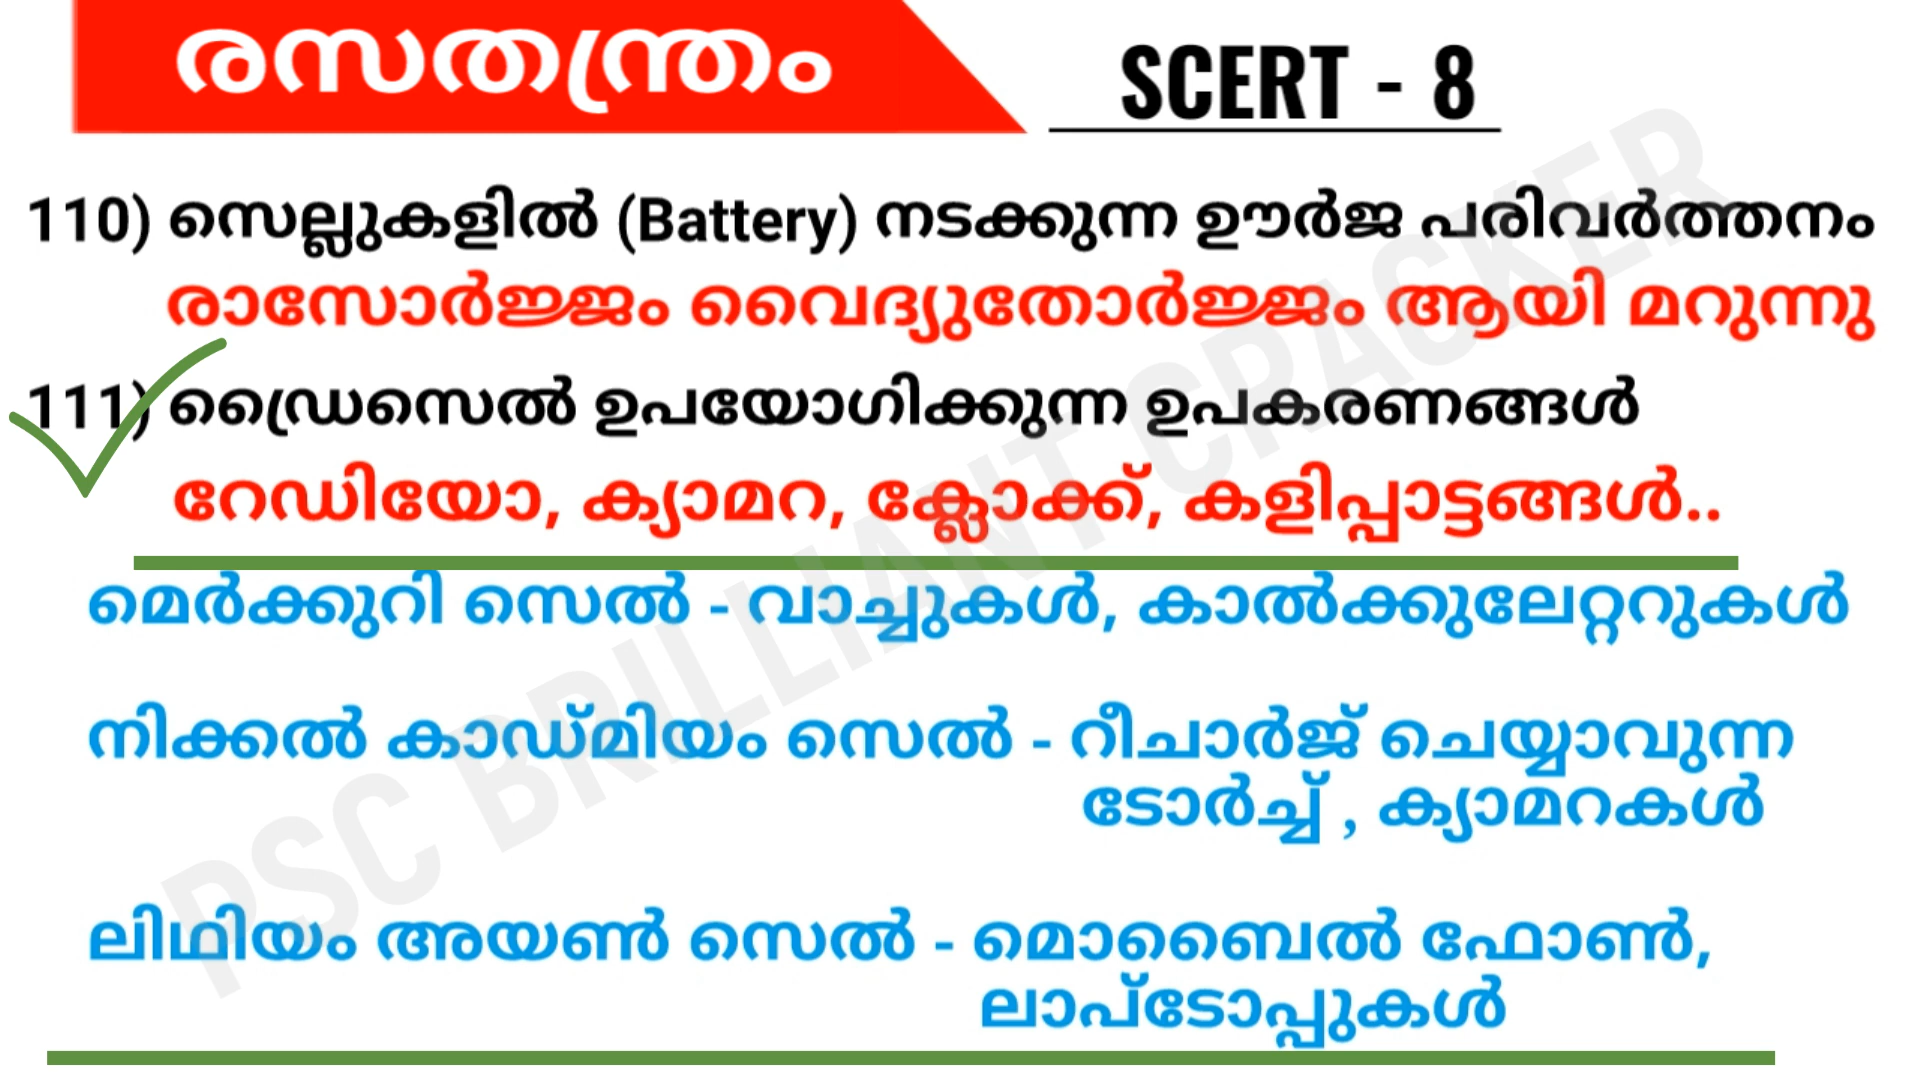 രസതന്ത്രം
SCERT - 8
110) സെല്ലുകളിൽ (Battery) നടക്കുന്ന ഊർജ പരിവർത്തനം
രാസോർജ്ജം വൈദ്യുതോർജ്ജം ആയി മറുന്നു
111) ഡ്രൈസെൽ ഉപയോഗിക്കുന്ന ഉപകരണങ്ങൾ
റേഡിയോ, ക്യാമറ, ക്ലോക്ക്, കളിപ്പാട്ടങ്ങൾ..
മെർക്കുറി സെൽ - വാച്ചുകൾ, കാൽക്കുലേറ്ററുകൾ
നിക്കൽ കാഡ്മിയം സെൽ - റീചാർജ് ചെയ്യാവുന്ന
ടോർച്ച് , ക്യാമറകൾ
ലിഥിയം അയൺ സെൽ - മൊബൈൽ ഫോൺ,
ലാപ്ടോപ്പുകൾ
PSC BRILLIANT CRACKER